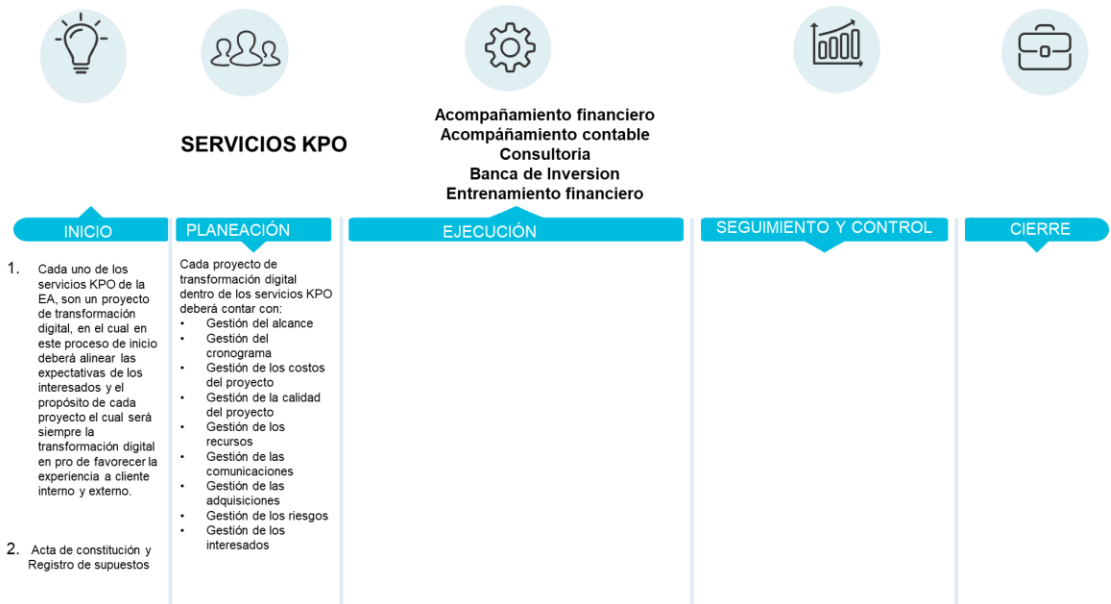 SERVICIOS KPO
Acompañamiento financiero
Acompáñamiento contable
Consultoria
Banca de Inversion
Entrenamiento financiero
INICIO
PLANEACIÓN
EJECUCIÓN
SEGUIMIENTO Y CONTROL
CIERRE
1. Cada uno de los
servicios KPO de la
EA, son un proyecto
de transformación
digital, en el cual en
este proceso de inicio
deberá alinear las
expectativas de los
interesados y el
propósito de cada
proyecto el cual será
siempre la
transformación digital
en pro de favorecer la
experiencia a cliente
interno y externo.
2. Acta de constitución y
Registro de supuestos
Cada proyecto de
transformación digital
dentro de los servicios KPO
deberá contar con:
• Gestión del alcance
• Gestión del
cronograma
• Gestión de los costos
del proyecto
• Gestión de la calidad
del proyecto
• Gestión de los
recursos
• Gestión de las
comunicaciones
• Gestión de las
adquisiciones
• Gestión de los riesgos
• Gestión de los
interesados